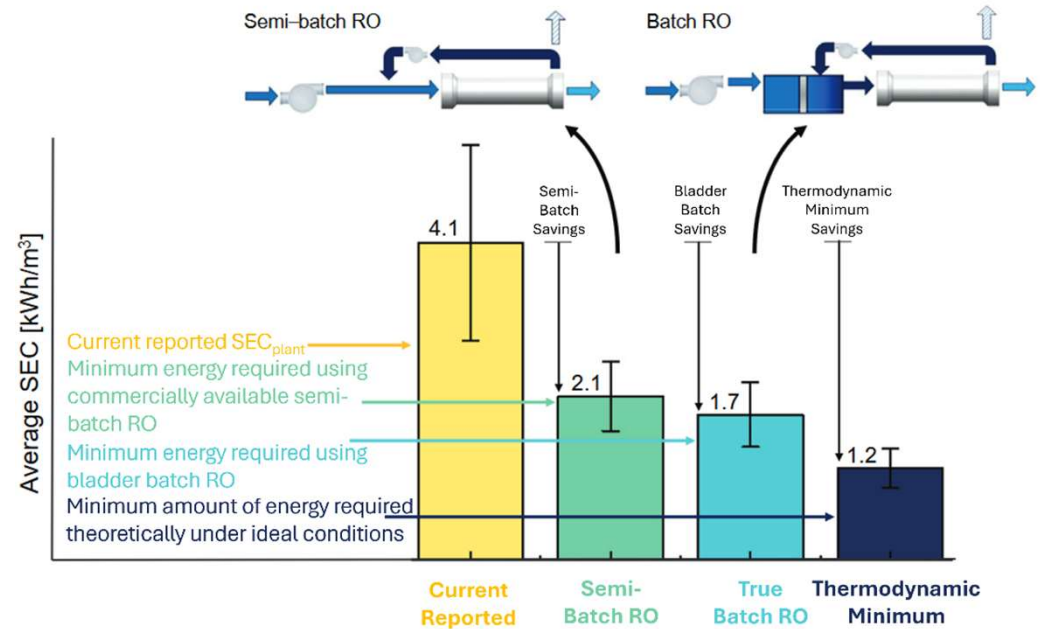 Semi–batch RO
Batch RO
Average SEC [kWh/m³]
4.1
Semi-
Batch
Savings
Bladder
Batch
Savings
Thermodynamic
Minimum
Savings
2.1
1.7
1.2
Current reported SECplant
Minimum energy required using
commercially available semi-
batch RO
Minimum energy required using
bladder batch RO
Minimum amount of energy required
theoretically under ideal conditions
Current
Reported
Semi-
Batch RO
True
Batch RO
Thermodynamic
Minimum